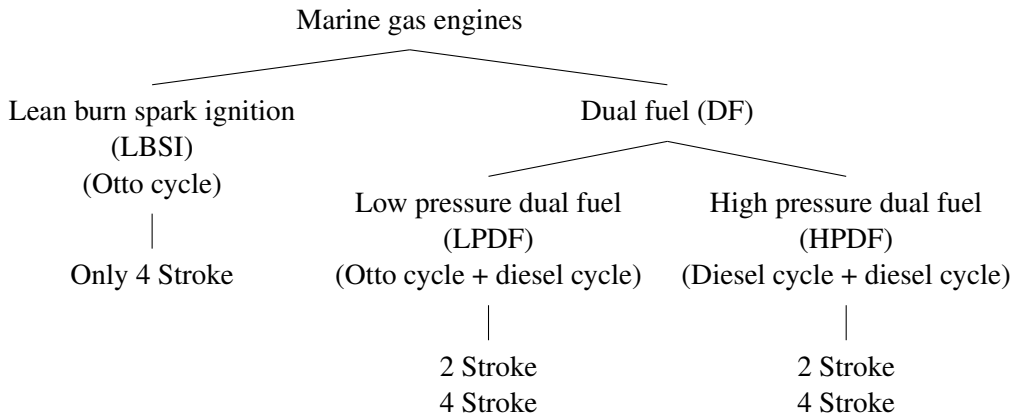 Marine gas engines
Lean burn spark ignition
(LBSI)
(Otto cycle)
Only 4 Stroke
Dual fuel (DF)
Low pressure dual fuel
(LPDF)
(Otto cycle + diesel cycle)
2 Stroke
4 Stroke
High pressure dual fuel
(HPDF)
(Diesel cycle + diesel cycle)
2 Stroke
4 Stroke